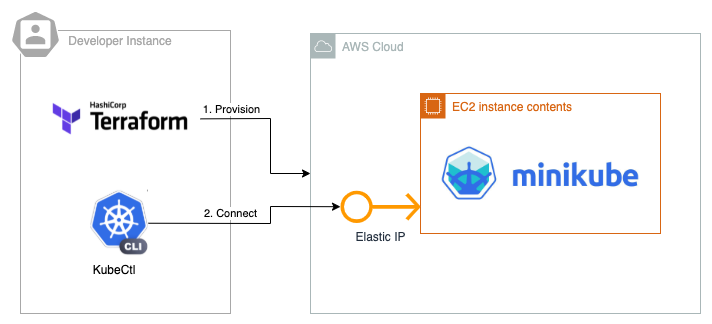 Developer Instance
HashiCorp
Terraform
1. Provision
CLI
KubeCtl
2. Connect
AWS Cloud
Elastic IP
EC2 instance contents
minikube